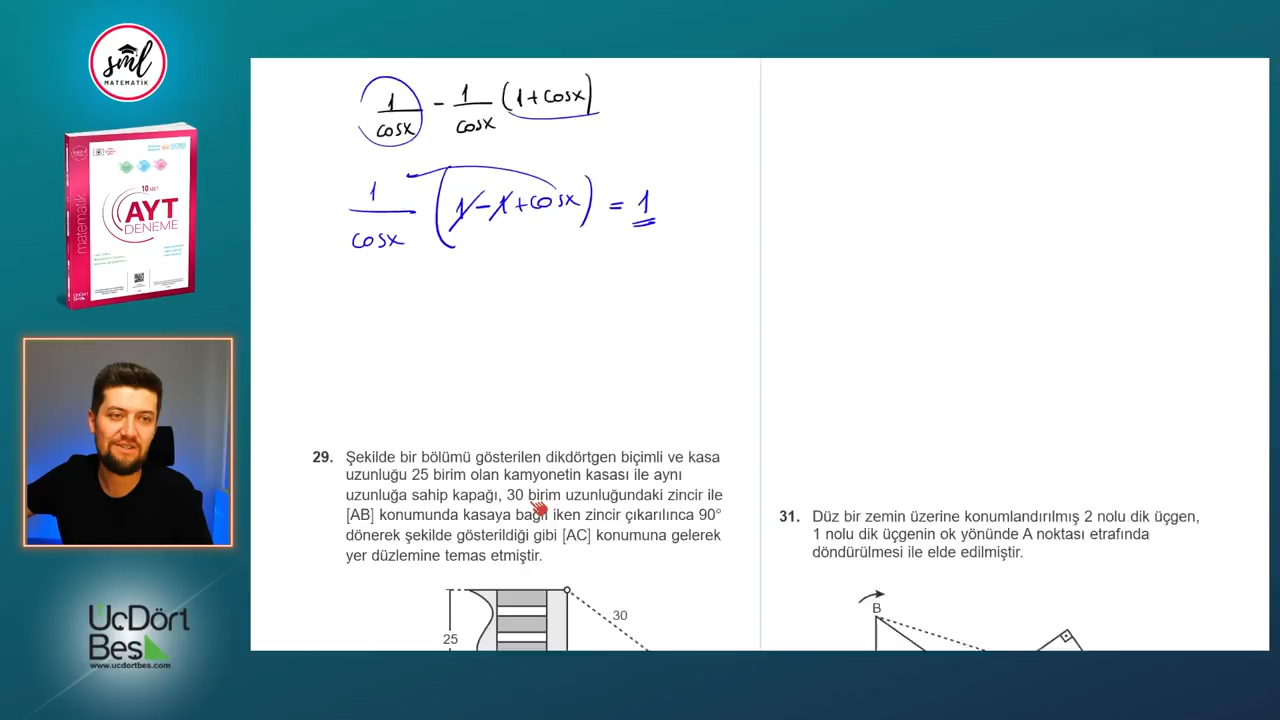 sml
MATEMATİK
10 ADET
AYT
DENEME
matematik
ÜçDört
Beş
www.ucdortbes.com
1/cosx - 1/cosx (1+cosx)
1/cosx (1-1+cosx) = 1
29. Şekilde bir bölümü gösterilen dikdörtgen biçimli ve kasa
uzunluğu 25 birim olan kamyonetin kasası ile aynı
uzunluğa sahip kapağı, 30 birim uzunluğundaki zincir ile
[AB] konumunda kasaya bağlı iken zincir çıkarılınca 90°
dönerek şekilde gösterildiği gibi [AC] konumuna gelerek
yer düzlemine temas etmiştir.
30
25
31. Düz bir zemin üzerine konumlandırılmış 2 nolu dik üçgen,
1 nolu dik üçgenin ok yönünde A noktası etrafında
döndürülmesi ile elde edilmiştir.
B